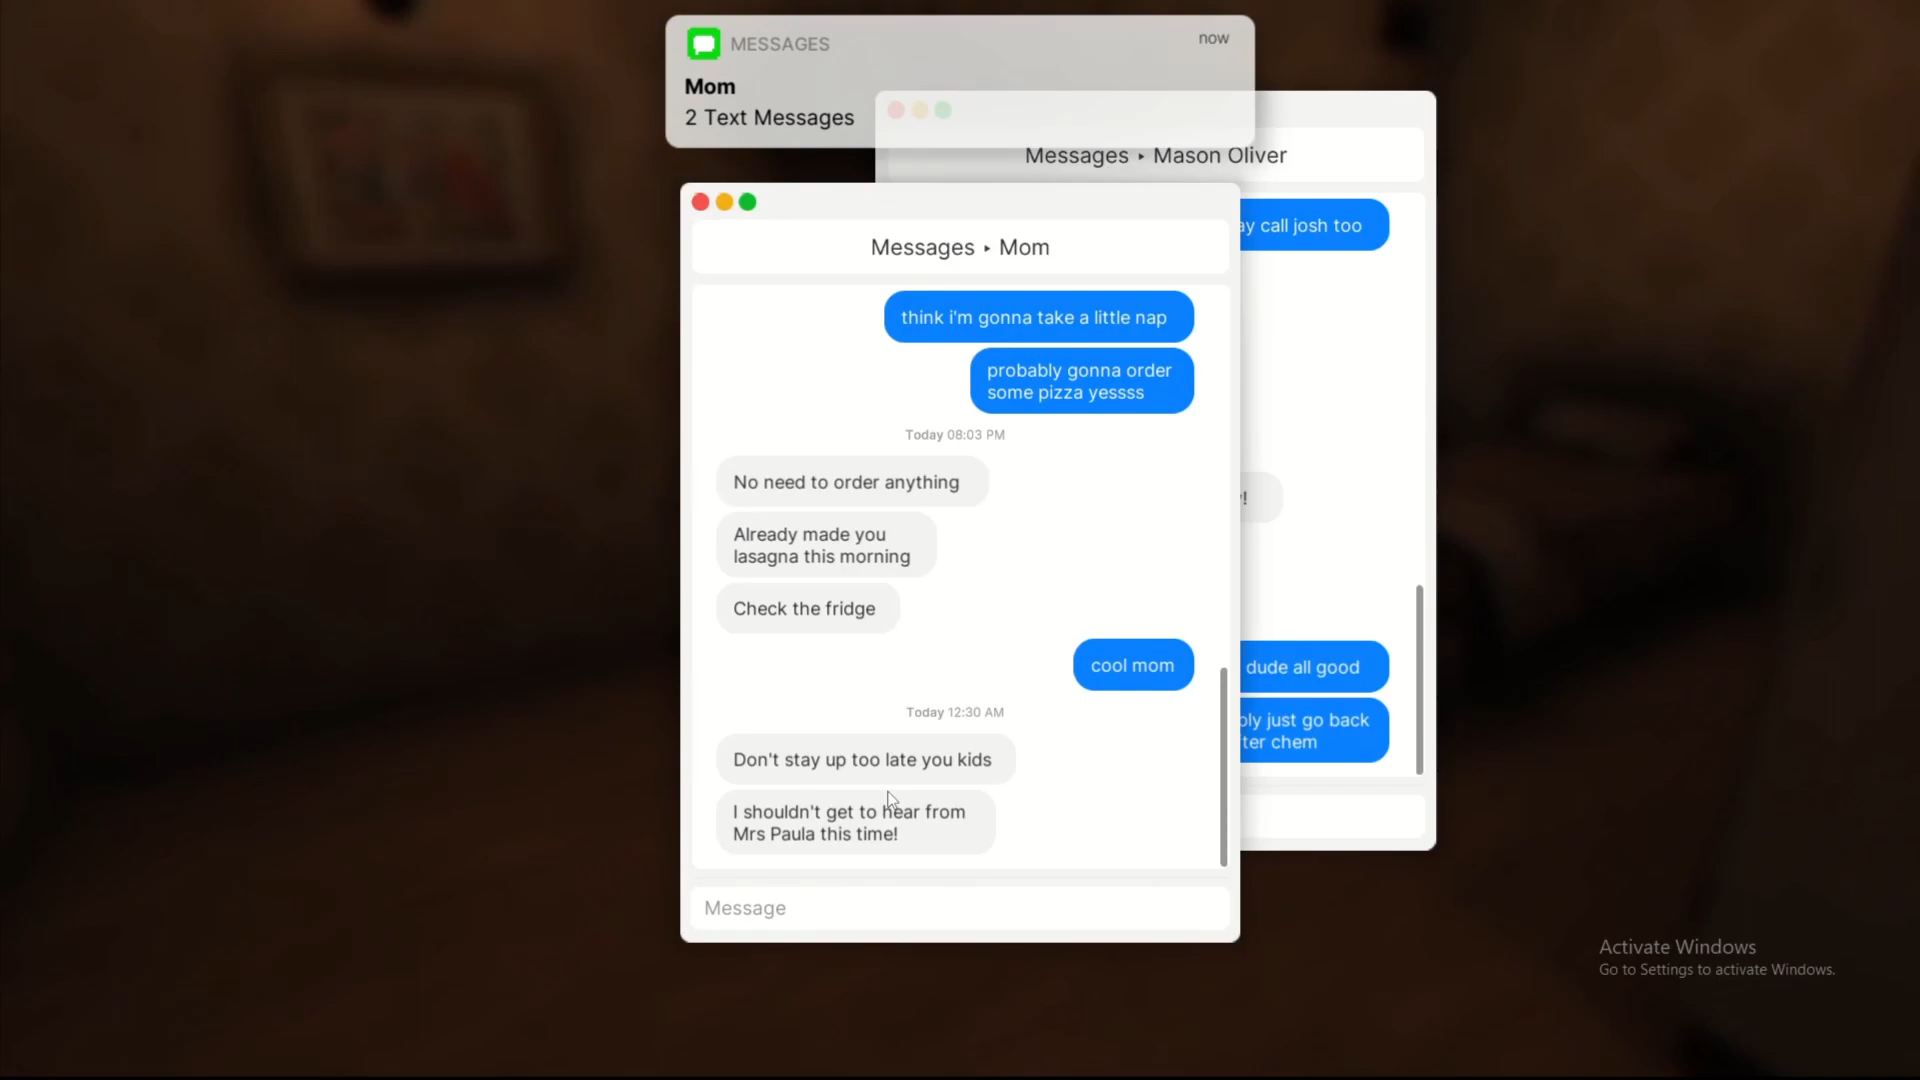 MESSAGES
now
Mom
2 Text Messages
Messages ‣ Mason Oliver
call josh too
dude all good
just go back
chem
Messages ‣ Mom
think i'm gonna take a little nap
probably gonna order
some pizza yessss
Today 08:03 PM
No need to order anything
Already made you
lasagna this morning
Check the fridge
cool mom
Today 12:30 AM
Don't stay up too late you kids
I shouldn't get to hear from
Mrs Paula this time!
Message
Activate Windows
Go to Settings to activate Windows.